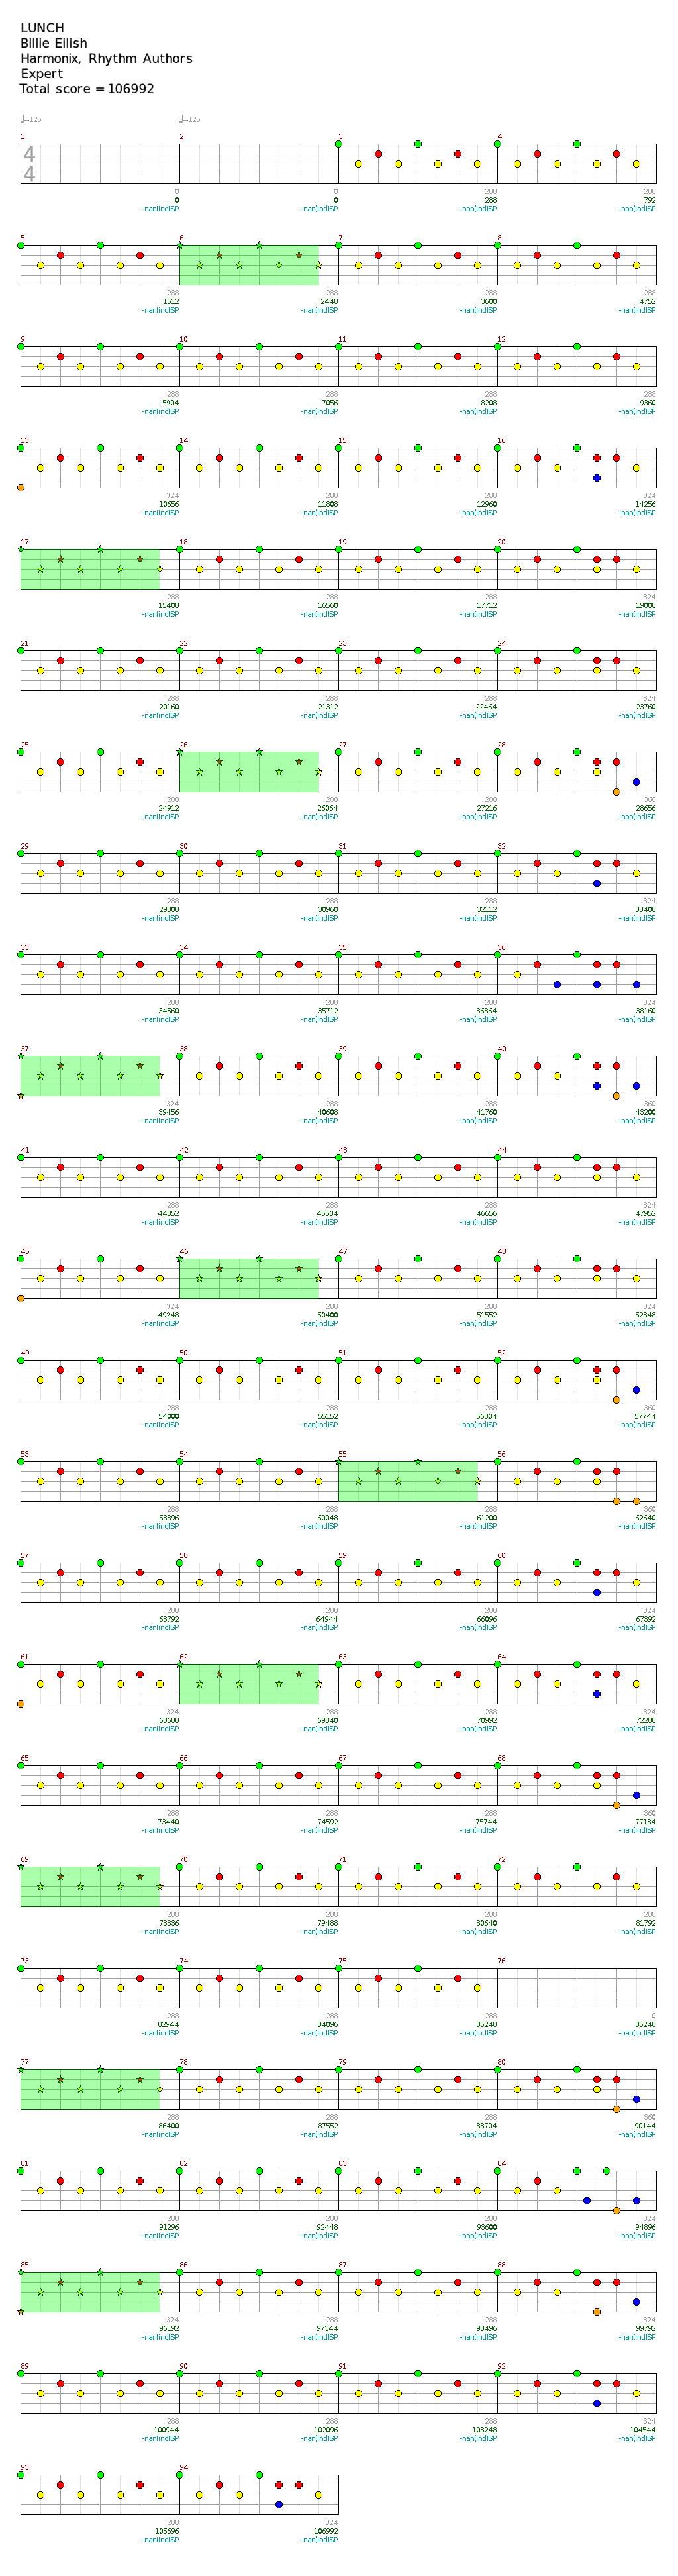 LUNCH
Billie Eilish
Harmonix, Rhythm Authors
Expert
Total score = 106992
♩=125 ♩=125
1 2 3 4
4
4
0 0 288 288
0 0 288 792
-nan(ind)SP -nan(ind)SP -nan(ind)SP -nan(ind)SP
5 6 7 8
288 288 288 288
1512 2448 3600 4752
-nan(ind)SP -nan(ind)SP -nan(ind)SP -nan(ind)SP
9 10 11 12
288 288 288 288
5904 7056 8208 9360
-nan(ind)SP -nan(ind)SP -nan(ind)SP -nan(ind)SP
13 14 15 16
324 288 288 324
10656 11808 12960 14256
-nan(ind)SP -nan(ind)SP -nan(ind)SP -nan(ind)SP
17 18 19 20
288 288 288 324
15408 16560 17712 19008
-nan(ind)SP -nan(ind)SP -nan(ind)SP -nan(ind)SP
21 22 23 24
288 288 288 324
20160 21312 22464 23760
-nan(ind)SP -nan(ind)SP -nan(ind)SP -nan(ind)SP
25 26 27 28
288 288 288 360
24912 26064 27216 28656
-nan(ind)SP -nan(ind)SP -nan(ind)SP -nan(ind)SP
29 30 31 32
288 288 288 324
29808 30960 32112 33408
-nan(ind)SP -nan(ind)SP -nan(ind)SP -nan(ind)SP
33 34 35 36
288 288 288 324
34560 35712 36864 38160
-nan(ind)SP -nan(ind)SP -nan(ind)SP -nan(ind)SP
37 38 39 40
324 288 288 360
39456 40608 41760 43200
-nan(ind)SP -nan(ind)SP -nan(ind)SP -nan(ind)SP
41 42 43 44
288 288 288 324
44352 45504 46656 47952
-nan(ind)SP -nan(ind)SP -nan(ind)SP -nan(ind)SP
45 46 47 48
324 288 288 324
49248 50400 51552 52848
-nan(ind)SP -nan(ind)SP -nan(ind)SP -nan(ind)SP
49 50 51 52
288 288 288 360
54000 55152 56304 57744
-nan(ind)SP -nan(ind)SP -nan(ind)SP -nan(ind)SP
53 54 55 56
288 288 288 360
58896 60048 61200 62640
-nan(ind)SP -nan(ind)SP -nan(ind)SP -nan(ind)SP
57 58 59 60
288 288 288 324
63792 64944 66096 67392
-nan(ind)SP -nan(ind)SP -nan(ind)SP -nan(ind)SP
61 62 63 64
324 288 288 324
68688 69840 70992 72288
-nan(ind)SP -nan(ind)SP -nan(ind)SP -nan(ind)SP
65 66 67 68
288 288 288 360
73440 74592 75744 77184
-nan(ind)SP -nan(ind)SP -nan(ind)SP -nan(ind)SP
69 70 71 72
288 288 288 288
78336 79488 80640 81792
-nan(ind)SP -nan(ind)SP -nan(ind)SP -nan(ind)SP
73 74 75 76
288 288 288 0
82944 84096 85248 85248
-nan(ind)SP -nan(ind)SP -nan(ind)SP -nan(ind)SP
77 78 79 80
288 288 288 360
86400 87552 88704 90144
-nan(ind)SP -nan(ind)SP -nan(ind)SP -nan(ind)SP
81 82 83 84
288 288 288 324
91296 92448 93600 94896
-nan(ind)SP -nan(ind)SP -nan(ind)SP -nan(ind)SP
85 86 87 88
324 288 288 324
96192 97344 98496 99792
-nan(ind)SP -nan(ind)SP -nan(ind)SP -nan(ind)SP
89 90 91 92
288 288 288 324
100944 102096 103248 104544
-nan(ind)SP -nan(ind)SP -nan(ind)SP -nan(ind)SP
93 94
288 324
105696 106992
-nan(ind)SP -nan(ind)SP